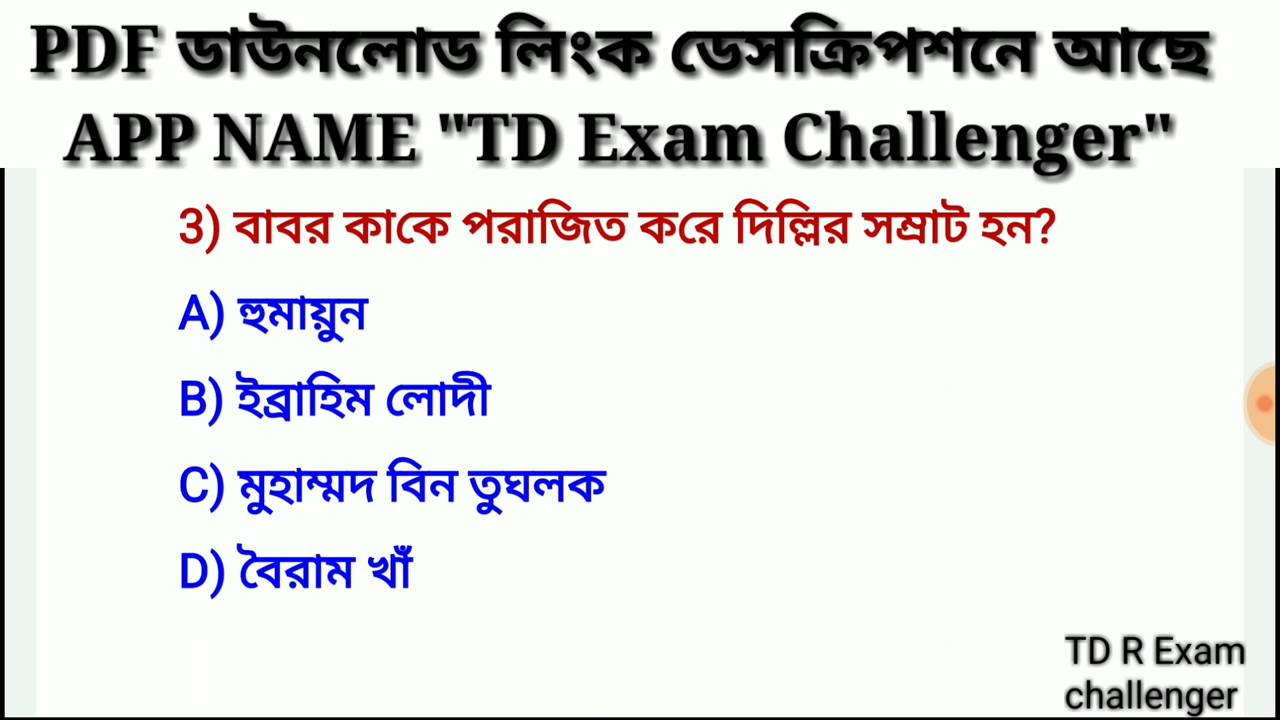 PDF ডাউনলোড লিংক ডেসক্রিপশনে আছে
APP NAME "TD Exam Challenger"
3) বাবর কাকে পরাজিত করে দিল্লির সম্রাট হন?
A) হুমায়ুন
B) ইব্রাহিম লোদী
C) মুহাম্মদ বিন তুঘলক
D) বৈরাম খাঁ
TD R Exam
challenger